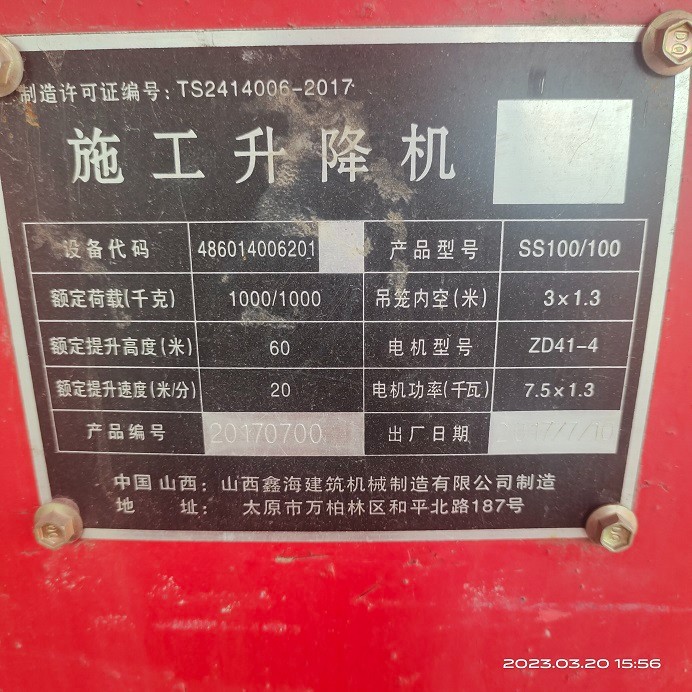 制造许可证编号：TS2414006-2017
施工升降机
设备代码 486014006201 产品型号 SS100/100
额定荷载(千克) 1000/1000 吊笼内空(米) 3×1.3
额定提升高度(米) 60 电机型号 ZD41-4
额定提升速度(米/分) 20 电机功率(千瓦) 7.5×1.3
产品编号 20170700 出厂日期
中国 山西：山西鑫海建筑机械制造有限公司制造
地 址：太原市万柏林区和平北路187号
2023.03.20 15:56